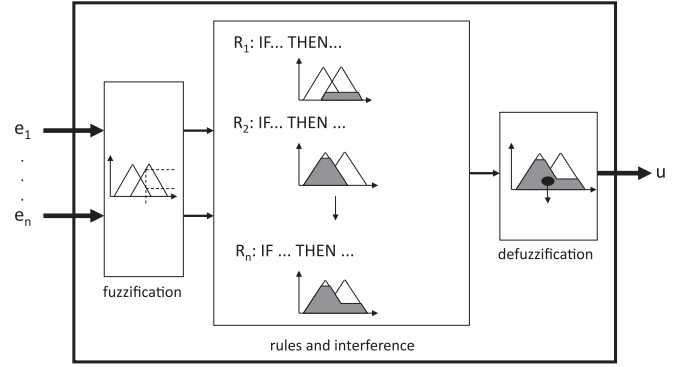 R₁: IF... THEN...
R₂: IF... THEN ...
e₁
.
.
.
eₙ
Rₙ: IF ... THEN ...
u
fuzzification
defuzzification
rules and interference